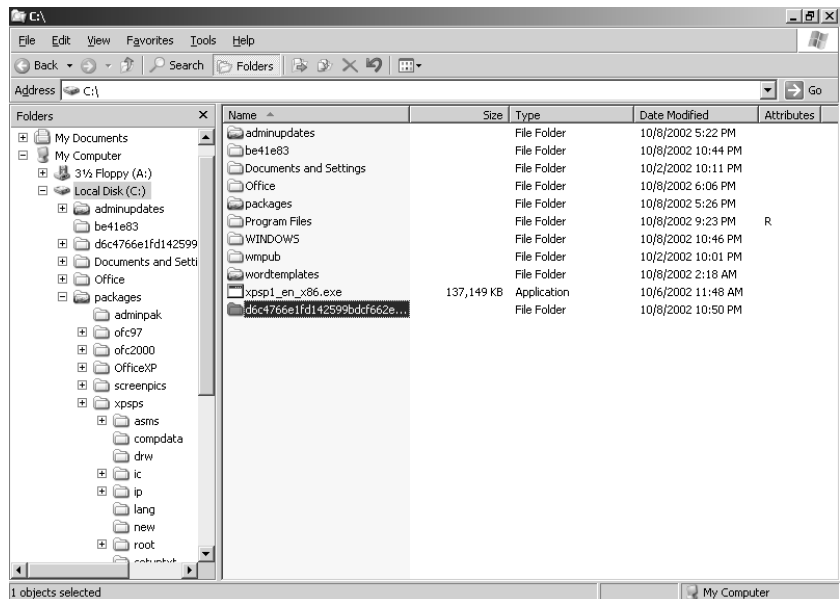 C:\
File Edit View Favorites Tools Help
Back Search Folders
Address C:\ Go
Folders x
My Documents
My Computer
3½ Floppy (A:)
Local Disk (C:)
adminupdates
be41e83
d6c4766e1fd142599
Documents and Setti
Office
packages
adminpak
ofc97
ofc2000
OfficeXP
screenpics
xpsps
asms
compdata
drw
ic
ip
lang
new
root
Name Size Type Date Modified Attributes
adminupdates File Folder 10/8/2002 5:22 PM
be41e83 File Folder 10/8/2002 10:44 PM
Documents and Settings File Folder 10/2/2002 10:11 PM
Office File Folder 10/8/2002 6:06 PM
packages File Folder 10/8/2002 5:26 PM
Program Files File Folder 10/8/2002 9:23 PM R
WINDOWS File Folder 10/8/2002 10:46 PM
wmpub File Folder 10/2/2002 10:01 PM
wordtemplates File Folder 10/8/2002 2:18 AM
xpsp1_en_x86.exe 137,149 KB Application 10/6/2002 11:48 AM
d6c4766e1fd142599bdcf662e... File Folder 10/8/2002 10:50 PM
1 objects selected My Computer